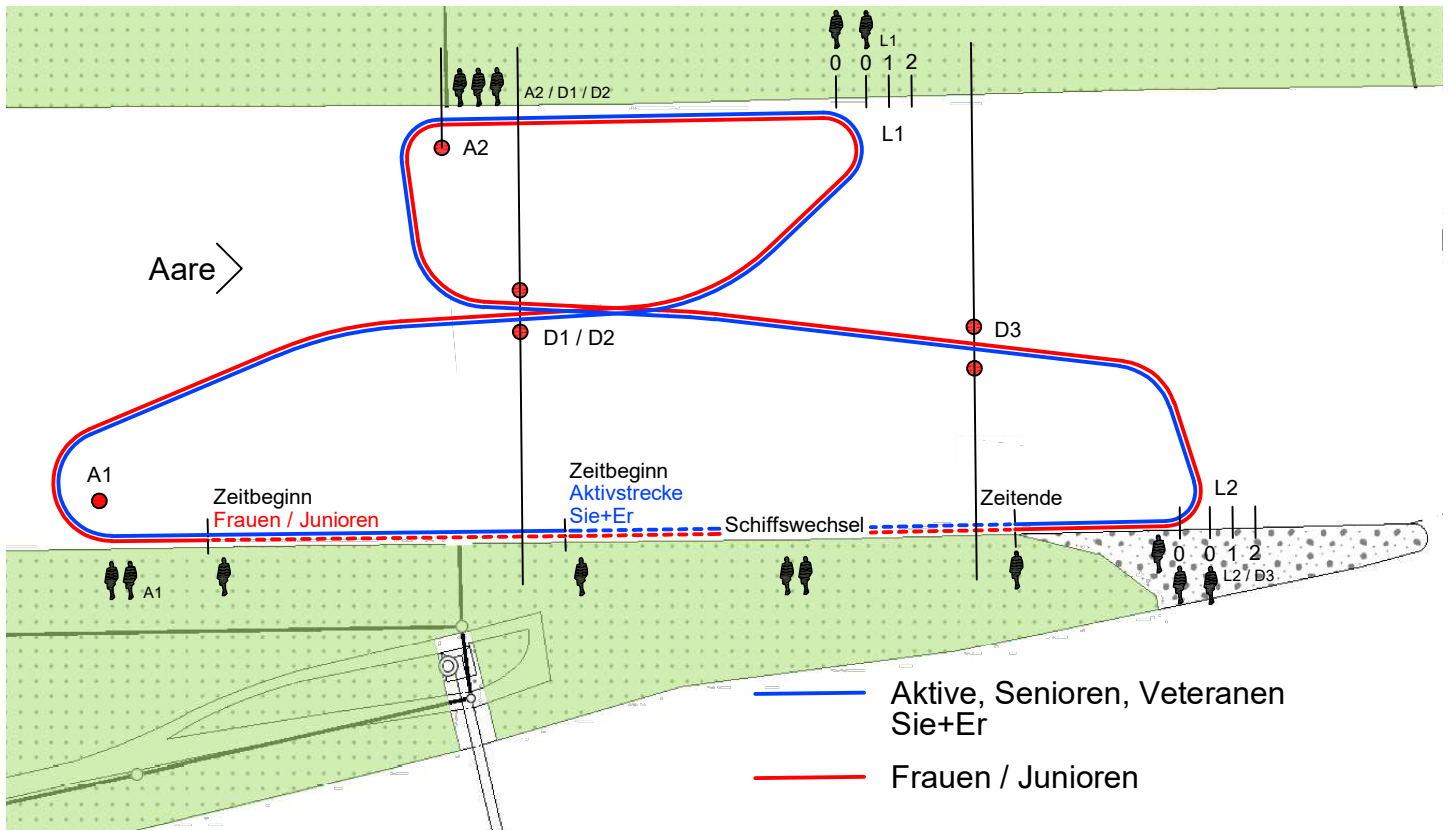 L1
0 0 1 2
A2 / D1 / D2
L1
A2
Aare
D1 / D2
D3
A1
Zeitbeginn
Frauen / Junioren
Zeitbeginn
Aktivstrecke
Sie+Er
Schiffswechsel
Zeitende
L2
0 0 1 2
L2 / D3
A1
Aktive, Senioren, Veteranen
Sie+Er
Frauen / Junioren